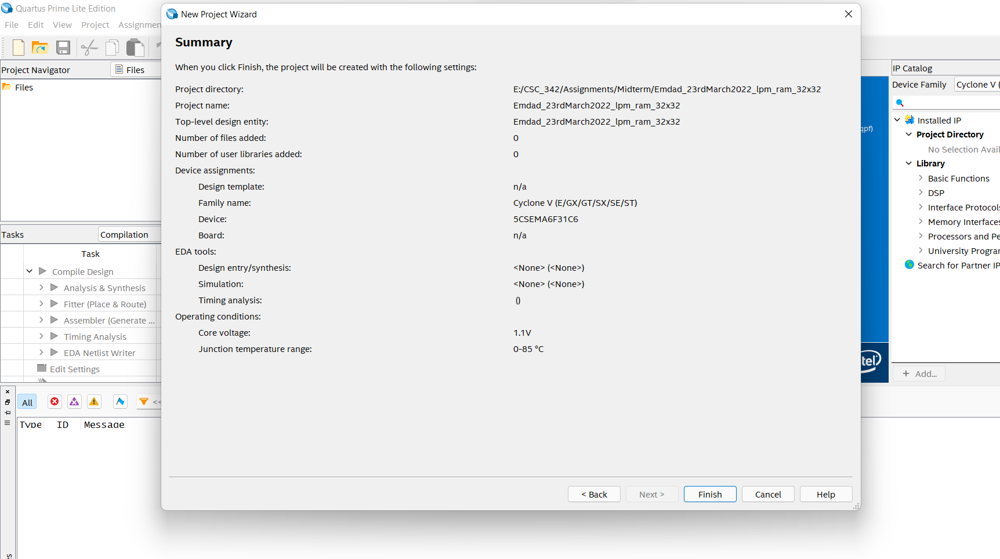 Quartus Prime Lite Edition
File Edit View Project Assignmen
Project Navigator Files
Files
Tasks Compilation
Task
Compile Design
Analysis & Synthesis
Fitter (Place & Route)
Assembler (Generate ...
Timing Analysis
EDA Netlist Writer
Edit Settings
All <<
Type ID Message
New Project Wizard
Summary
When you click Finish, the project will be created with the following settings:
Project directory: E:/CSC_342/Assignments/Midterm/Emdad_23rdMarch2022_lpm_ram_32x32
Project name: Emdad_23rdMarch2022_lpm_ram_32x32
Top-level design entity: Emdad_23rdMarch2022_lpm_ram_32x32
Number of files added: 0
Number of user libraries added: 0
Device assignments:
Design template: n/a
Family name: Cyclone V (E/GX/GT/SX/SE/ST)
Device: 5CSEMA6F31C6
Board: n/a
EDA tools:
Design entry/synthesis: <None> (<None>)
Simulation: <None> (<None>)
Timing analysis: ()
Operating conditions:
Core voltage: 1.1V
Junction temperature range: 0-85 °C
< Back Next > Finish Cancel Help
qpf)
tel
IP Catalog
Device Family Cyclone V (
Installed IP
Project Directory
No Selection Avail
Library
Basic Functions
DSP
Interface Protocols
Memory Interfaces
Processors and Pe
University Program
Search for Partner IP
+ Add...